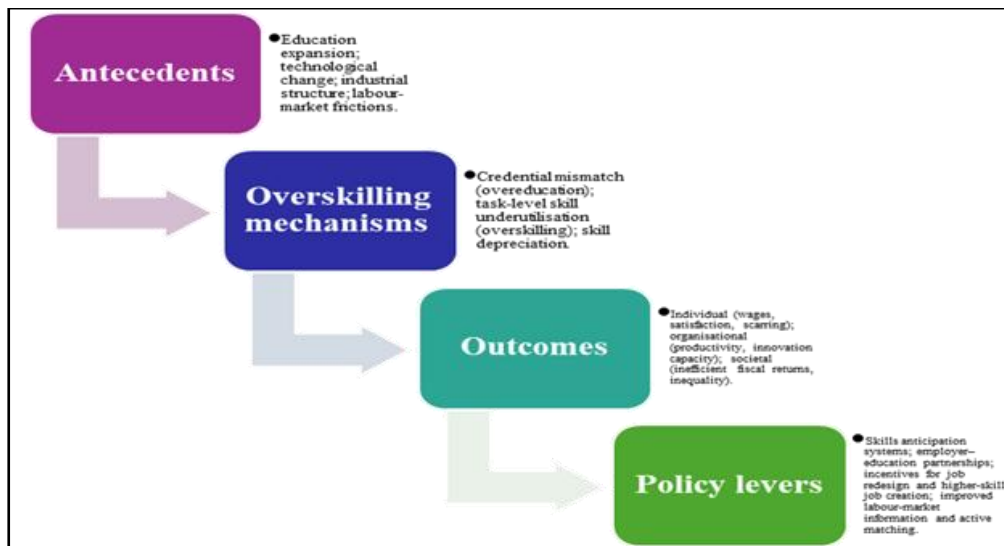 Antecedents
●Education
expansion;
technological
change; industrial
structure; labour-
market frictions.
Overskilling
mechanisms
●Credential mismatch
(overeducation);
task-level skill
underutilisation
(overskilling); skill
depreciation.
Outcomes
●Individual (wages,
satisfaction, scarring);
organisational
(productivity, innovation
capacity); societal
(inefficient fiscal returns,
inequality).
Policy levers
●Skills anticipation
systems; employer–
education partnerships;
incentives for job
redesign and higher-skill
job creation; improved
labour-market
information and active
matching.